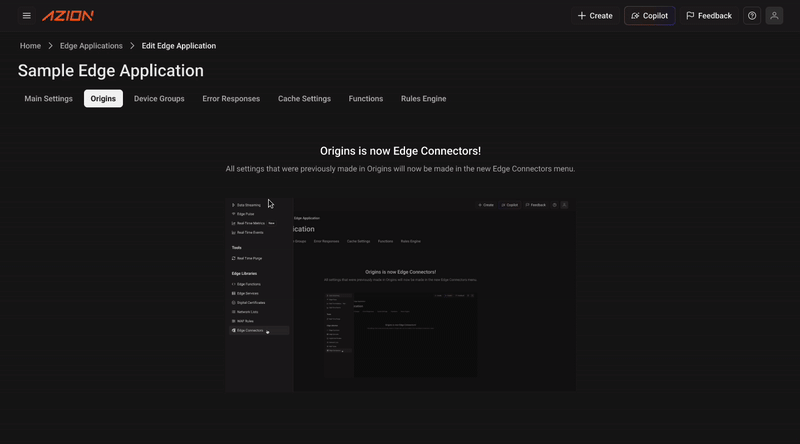 AZION
Create
Copilot
Feedback
Home
Edge Applications
Edit Edge Application
Sample Edge Application
Main Settings
Origins
Device Groups
Error Responses
Cache Settings
Functions
Rules Engine
Origins is now Edge Connectors!
All settings that were previously made in Origins will now be made in the new Edge Connectors menu.
Data Streaming
Edge Pulse
Real-Time Metrics
New
Real-Time Events
Tools
Real-Time Purge
Edge Libraries
Edge Functions
Edge Services
Digital Certificates
Network Lists
WAF Rules
Edge Connectors
Create
Copilot
Feedback
Edge Application
ication
Groups
Error Responses
Cache Settings
Functions
Rules Engine
Origins is now Edge Connectors!
All settings that were previously made in Origins will now be made in the new Edge Connectors menu.